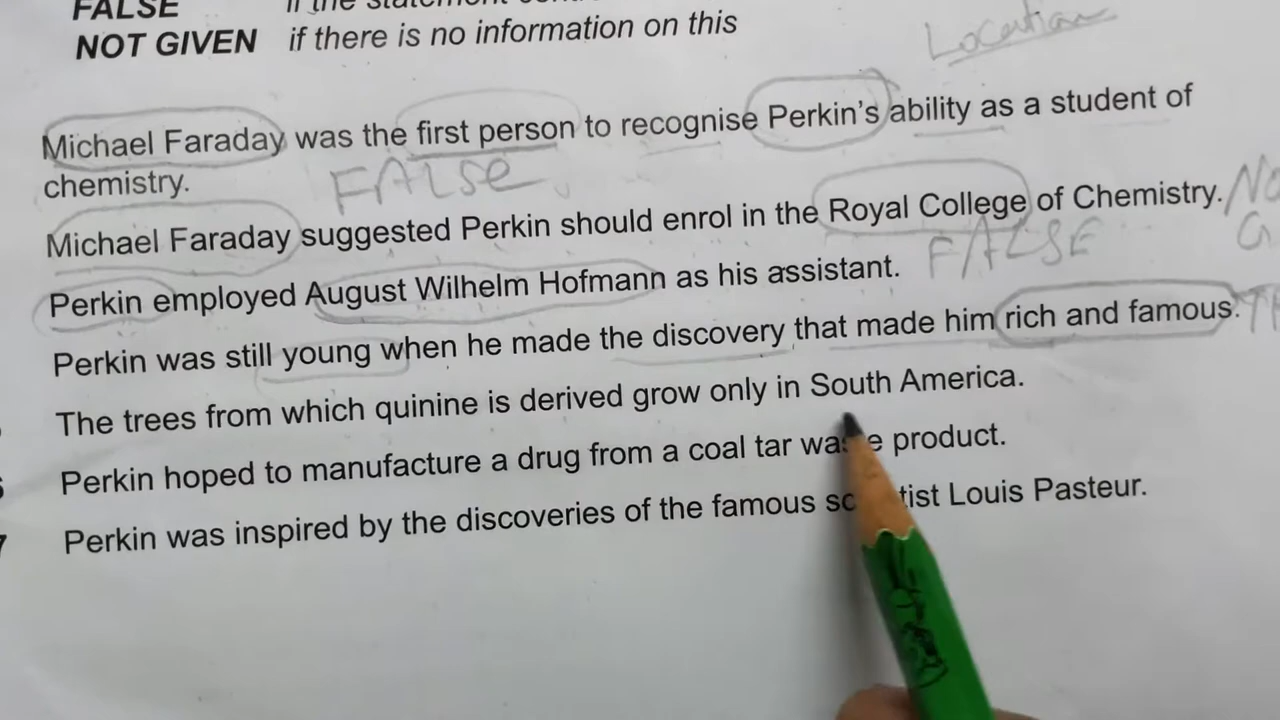 FALSE if the statement
NOT GIVEN if there is no information on this
Location
Michael Faraday was the first person to recognise Perkin's ability as a student of
chemistry.
FALSe
Michael Faraday suggested Perkin should enrol in the Royal College of Chemistry.
Perkin employed August Wilhelm Hofmann as his assistant.
FALSE
Perkin was still young when he made the discovery that made him rich and famous.
The trees from which quinine is derived grow only in South America.
Perkin hoped to manufacture a drug from a coal tar product.
Perkin was inspired by the discoveries of the famous Louis Pasteur.